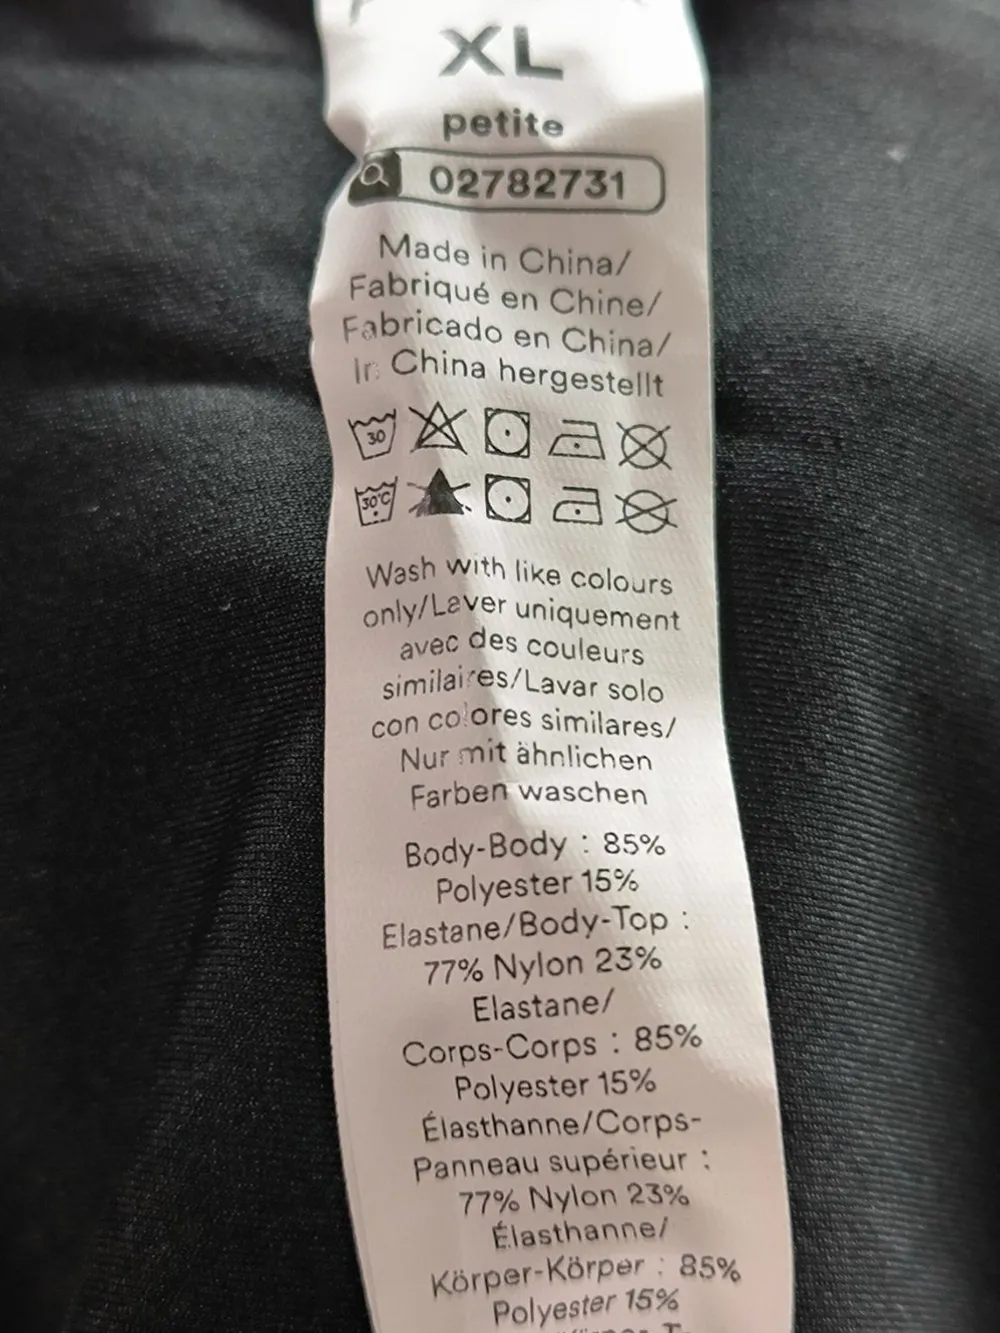 XL
petite
02782731
Made in China/
Fabriqué en Chine/
Fabricado en China/
In China hergestellt
30
30°C
Wash with like colours
only/Laver uniquement
avec des couleurs
similaires/Lavar solo
con colores similares/
Nur mit ähnlichen
Farben waschen
Body-Body : 85%
Polyester 15%
Elastane/Body-Top :
77% Nylon 23%
Elastane/
Corps-Corps : 85%
Polyester 15%
Élasthanne/Corps-
Panneau supérieur :
77% Nylon 23%
Élasthanne/
Körper-Körper : 85%
Polyester 15%